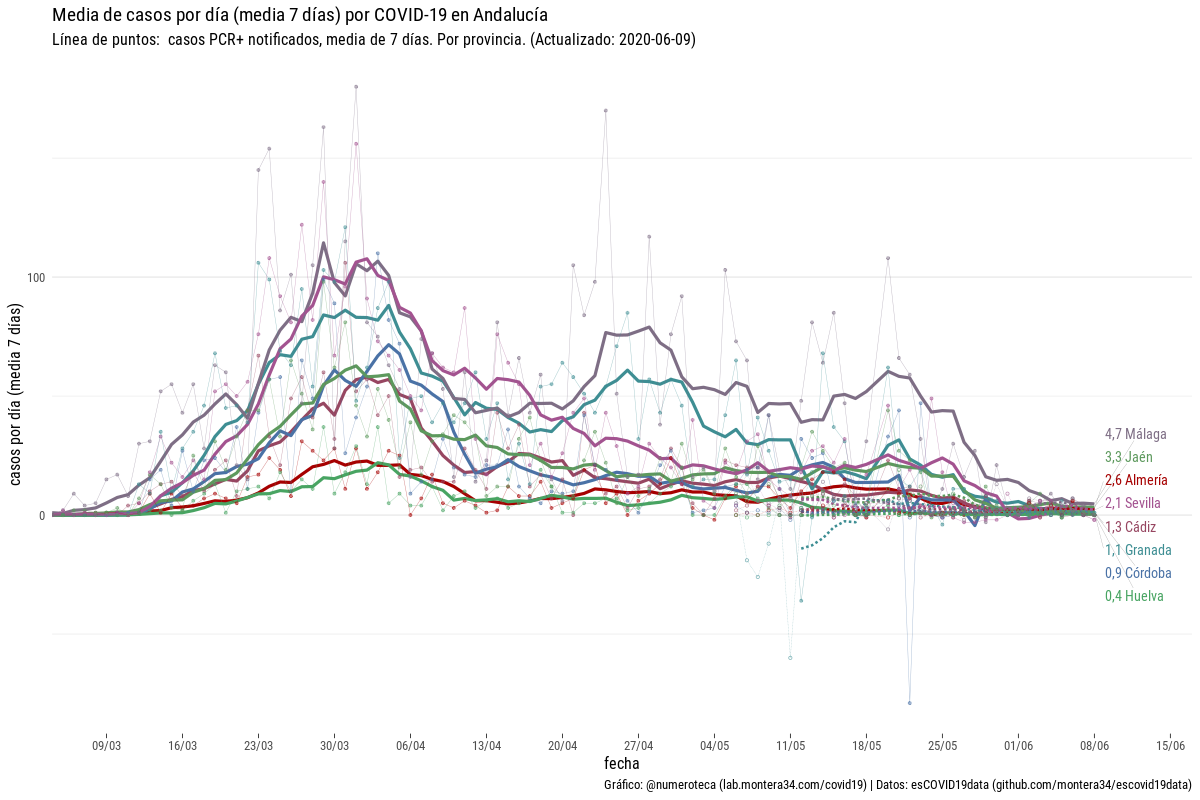 Media de casos por día (media 7 días) por COVID-19 en Andalucía
Línea de puntos:  casos PCR+ notificados, media de 7 días. Por provincia. (Actualizado: 2020-06-09)
casos por día (media 7 días)
100
0
4,7 Málaga
3,3 Jaén
2,6 Almería
2,1 Sevilla
1,3 Cádiz
1,1 Granada
0,9 Córdoba
0,4 Huelva
09/03 16/03 23/03 30/03 06/04 13/04 20/04 27/04 04/05 11/05 18/05 25/05 01/06 08/06 15/06
fecha
Gráfico: @numeroteca (lab.montera34.com/covid19) | Datos: esCOVID19data (github.com/montera34/escovid19data)